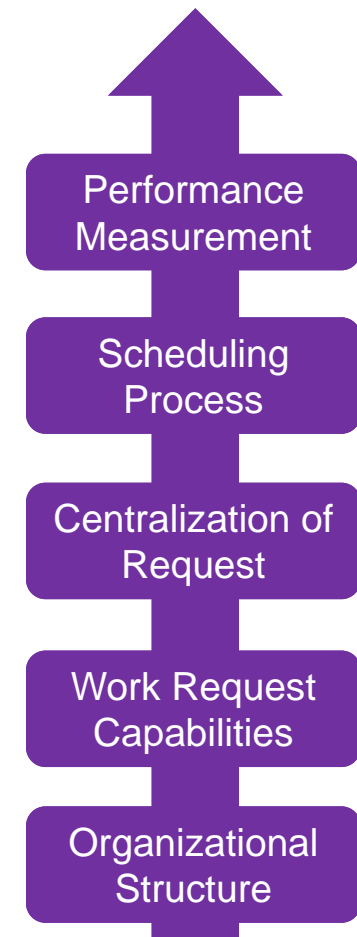 Performance
Measurement
Scheduling
Process
Centralization of
Request
Work Request
Capabilities
Organizational
Structure